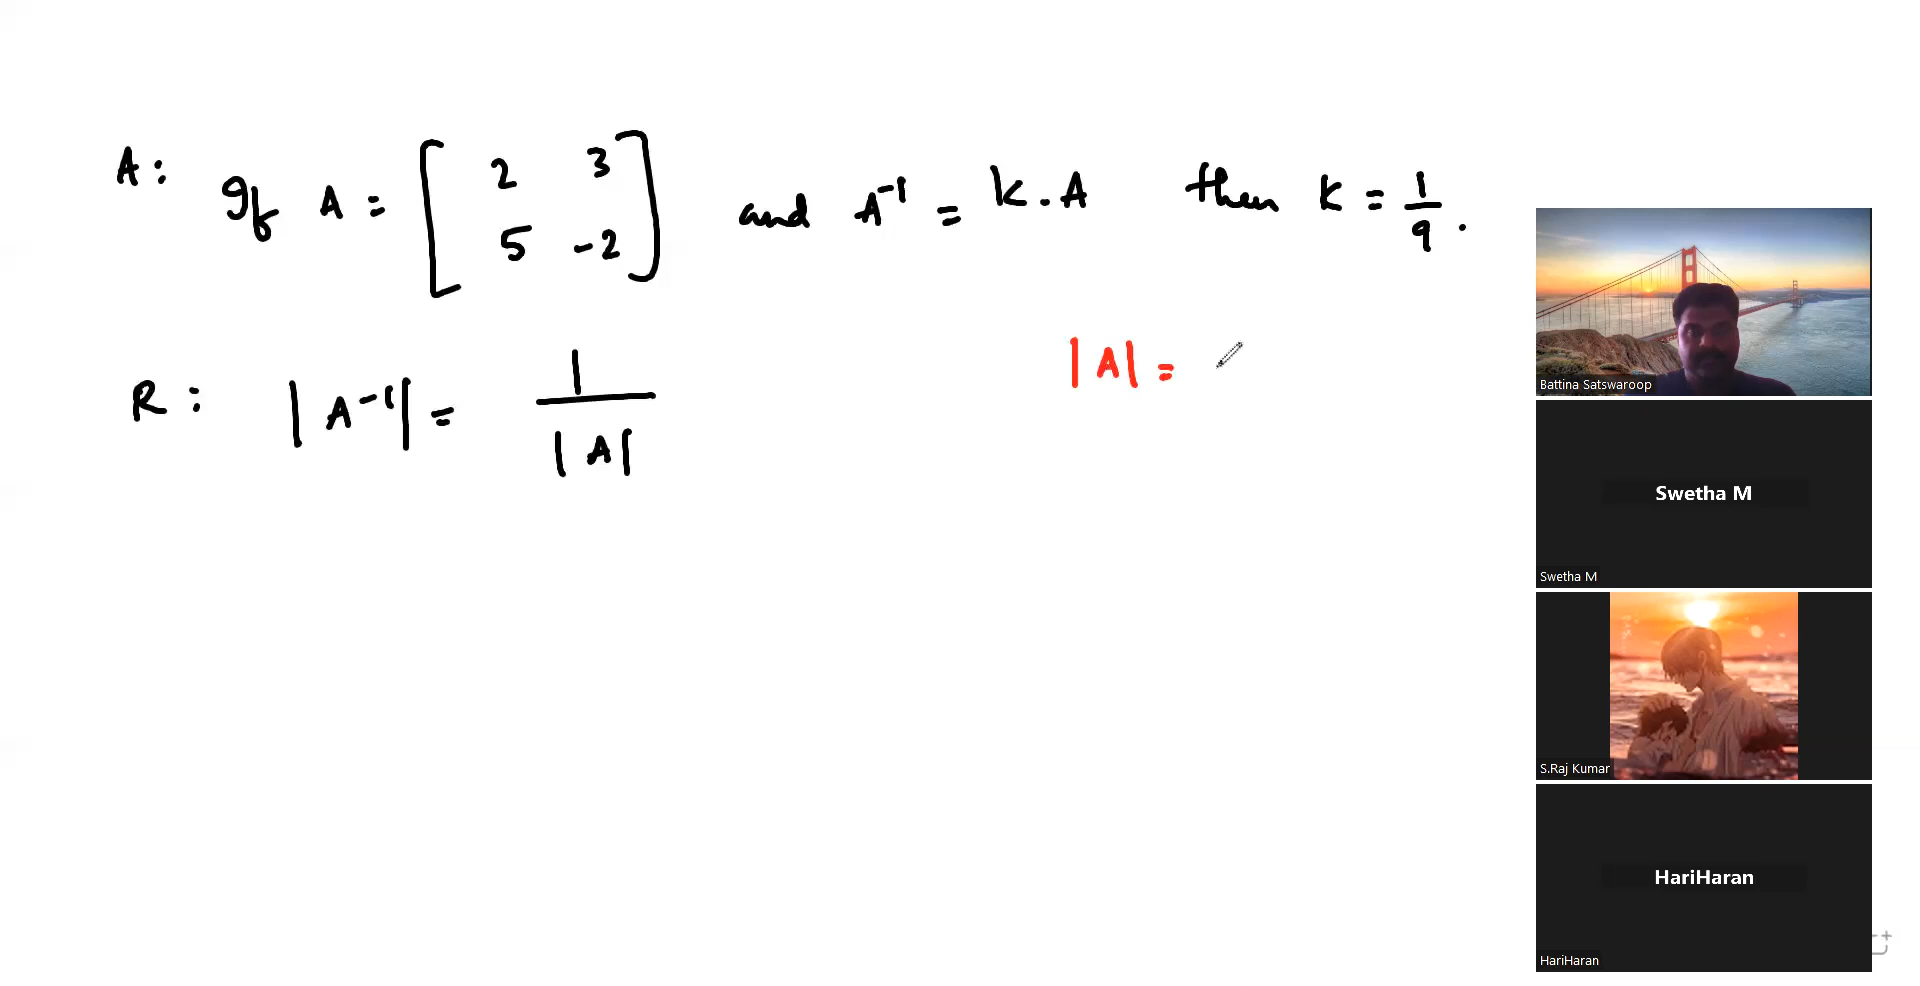 A: If A = [ 2 3 ; 5 -2 ] and A⁻¹ = k . A then k = 1/9 .
|A| =
R: |A⁻¹| = 1/|A|
Battina Satswaroop
Swetha M
Swetha M
S.Raj Kumar
HariHaran
HariHaran